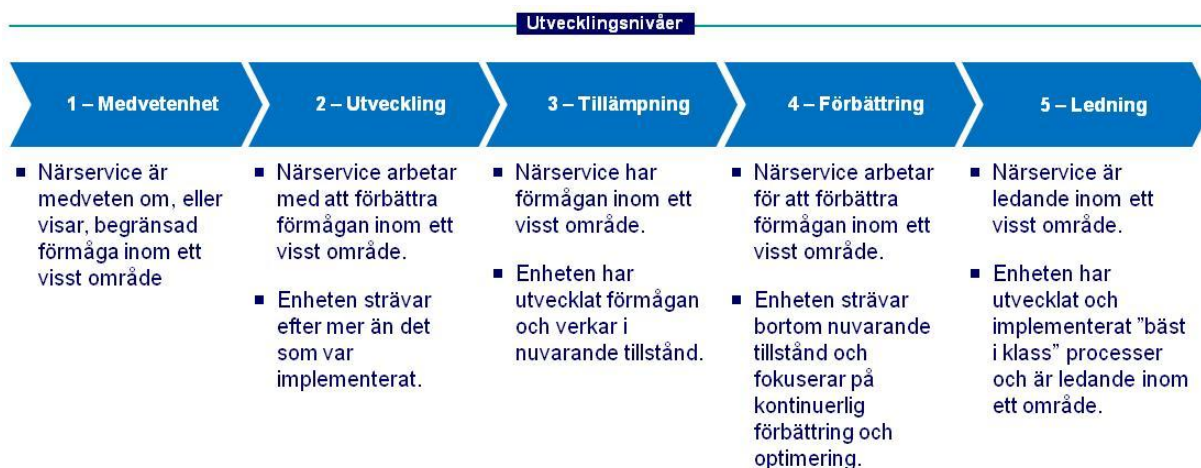 Utvecklingsnivåer
1 – Medvetenhet
2 – Utveckling
3 – Tillämpning
4 – Förbättring
5 – Ledning
▪ Närservice är
medveten om, eller
visar, begränsad
förmåga inom ett
visst område
▪ Närservice arbetar
med att förbättra
förmågan inom ett
visst område.
▪ Enheten strävar
efter mer än det
som var
implementerat.
▪ Närservice har
förmågan inom ett
visst område.
▪ Enheten har
utvecklat förmågan
och verkar i
nuvarande tillstånd.
▪ Närservice arbetar
för att förbättra
förmågan inom ett
visst område.
▪ Enheten strävar
bortom nuvarande
tillstånd och
fokuserar på
kontinuerlig
förbättring och
optimering.
▪ Närservice är
ledande inom ett
visst område.
▪ Enheten har
utvecklat och
implementerat ”bäst
i klass” processer
och är ledande inom
ett område.